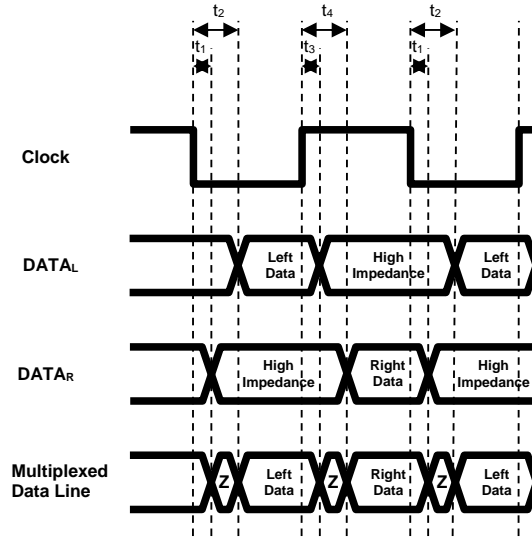 t2 t4 t2
t1 t3 t1
Clock
DATAL
Left
Data
High
Impedance
Left
Data
DATAR
High
Impedance
Right
Data
High
Impedance
Multiplexed
Data Line
Z
Left
Data
Z
Right
Data
Z
Left
Data